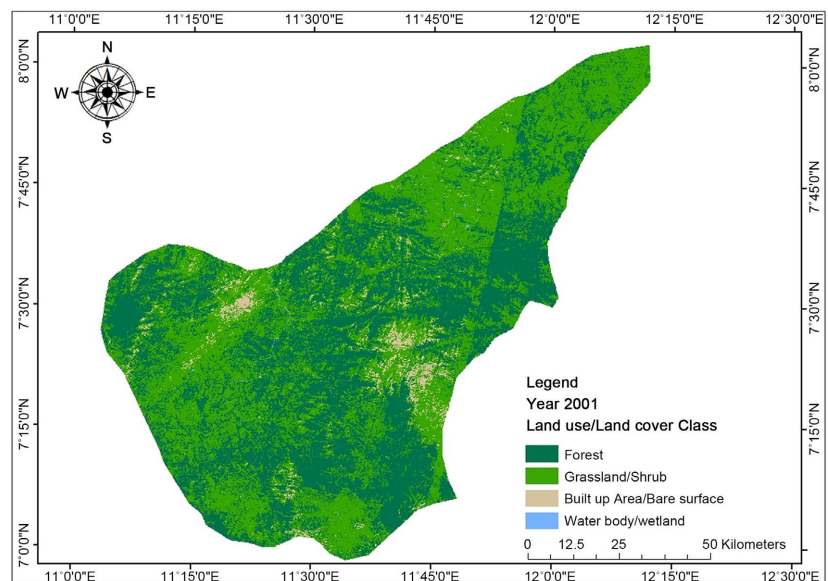 11°0'0"E 11°15'0"E 11°30'0"E 11°45'0"E 12°0'0"E 12°15'0"E 12°30'0"E
N
W E
S
8°0'0"N 8°0'0"N
7°45'0"N 7°45'0"N
7°30'0"N 7°30'0"N
7°15'0"N 7°15'0"N
7°0'0"N
Legend
Year 2001
Land use/Land cover Class
Forest
Grassland/Shrub
Built up Area/Bare surface
Water body/wetland
0 12.5 25 50 Kilometers
11°0'0"E 11°15'0"E 11°30'0"E 11°45'0"E 12°0'0"E 12°15'0"E 12°30'0"E